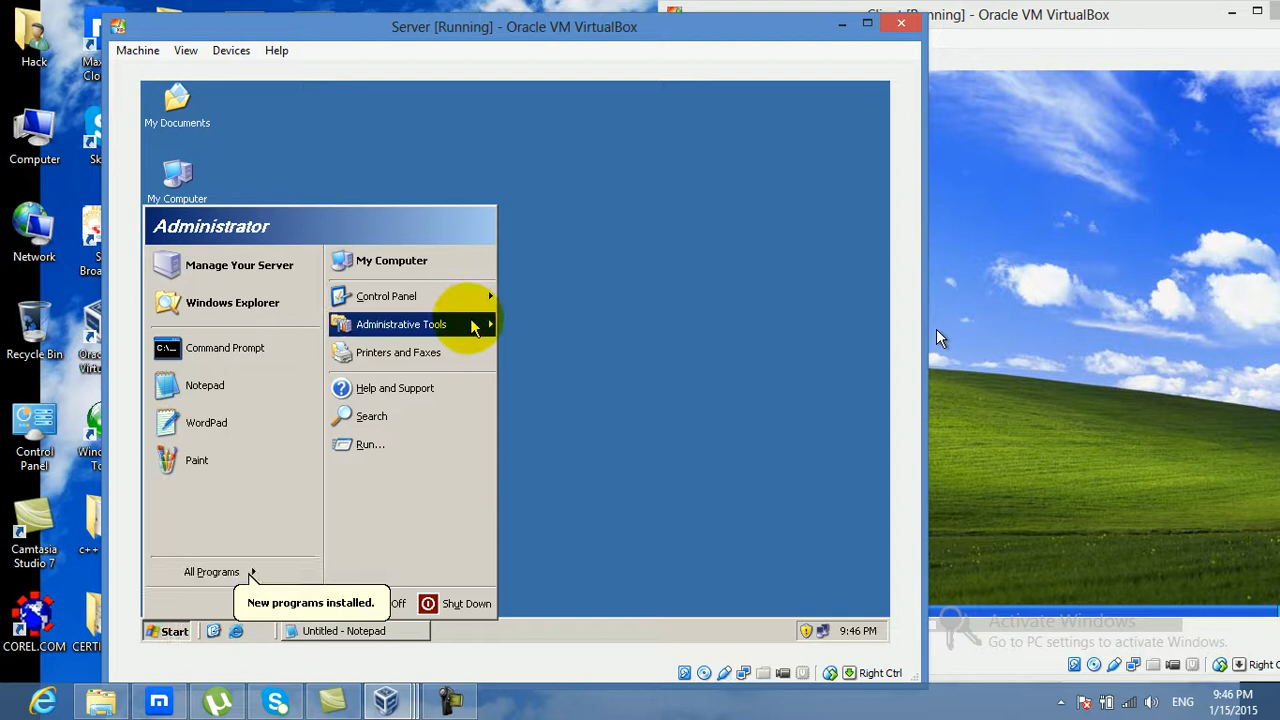 Server [Running] - Oracle VM VirtualBox
Running] - Oracle VM VirtualBox
Machine
View
Devices
Help
Hack
Computer
Network
Recycle Bin
Control
Panel
Camtasia
Studio 7
COREL.COM
Max
Clo
Sk
S
Broa
Ora
Virtu
Wind
To
c++
CERTI
My Documents
My Computer
Administrator
Manage Your Server
Windows Explorer
Command Prompt
Notepad
WordPad
Paint
All Programs
My Computer
Control Panel
Administrative Tools
Printers and Faxes
Help and Support
Search
Run...
Off
Shut Down
New programs installed.
Start
Untitled - Notepad
9:46 PM
Right Ctrl
Activate Windows
Go to PC settings to activate Windows.
Right C
ENG
9:46 PM
1/15/2015